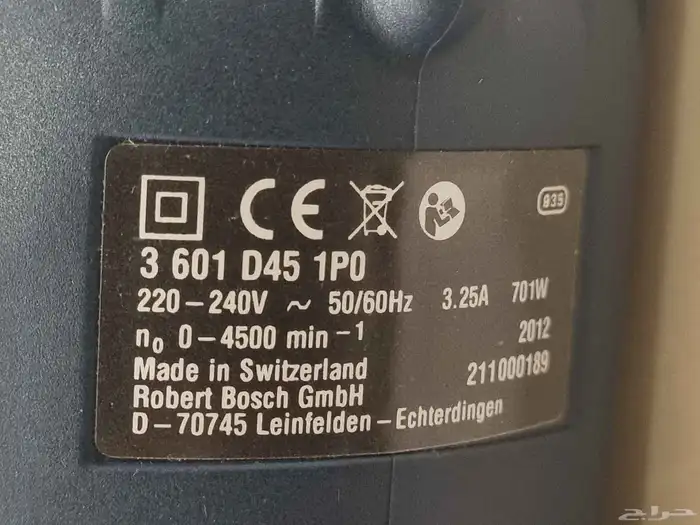 CE
935
3 601 D45 1P0
220-240V ~ 50/60Hz 3.25A 701W
n₀ 0-4500 min⁻¹ 2012
Made in Switzerland 211000189
Robert Bosch GmbH
D-70745 Leinfelden-Echterdingen
حراج